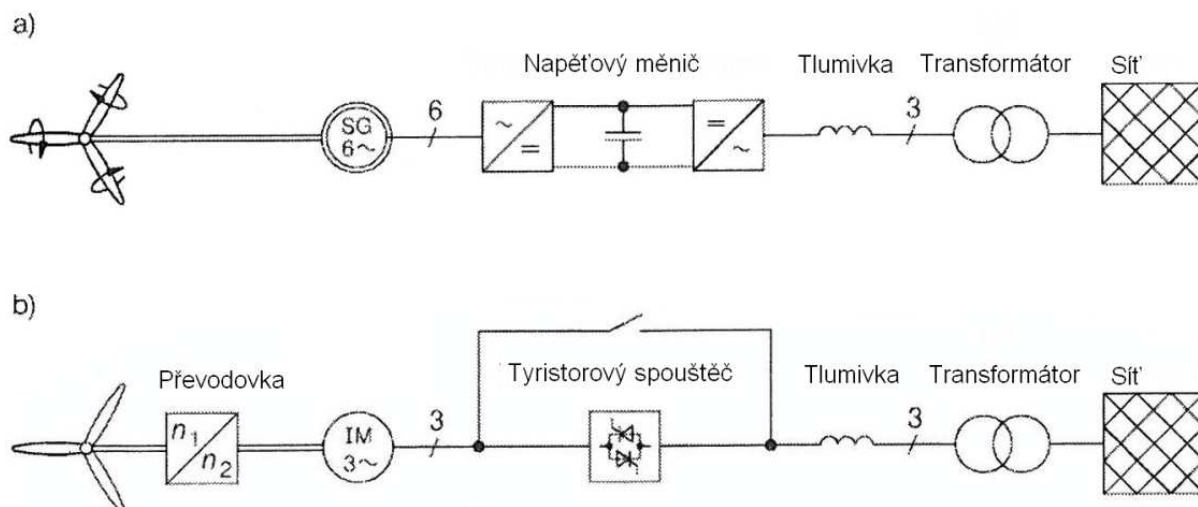 a)
Napěťový měnič Tlumivka Transformátor Síť
SG
6~
6
~
=
=
~
3
b)
Převodovka Tyristorový spouštěč Tlumivka Transformátor Síť
n1
n2
IM
3~
3
3